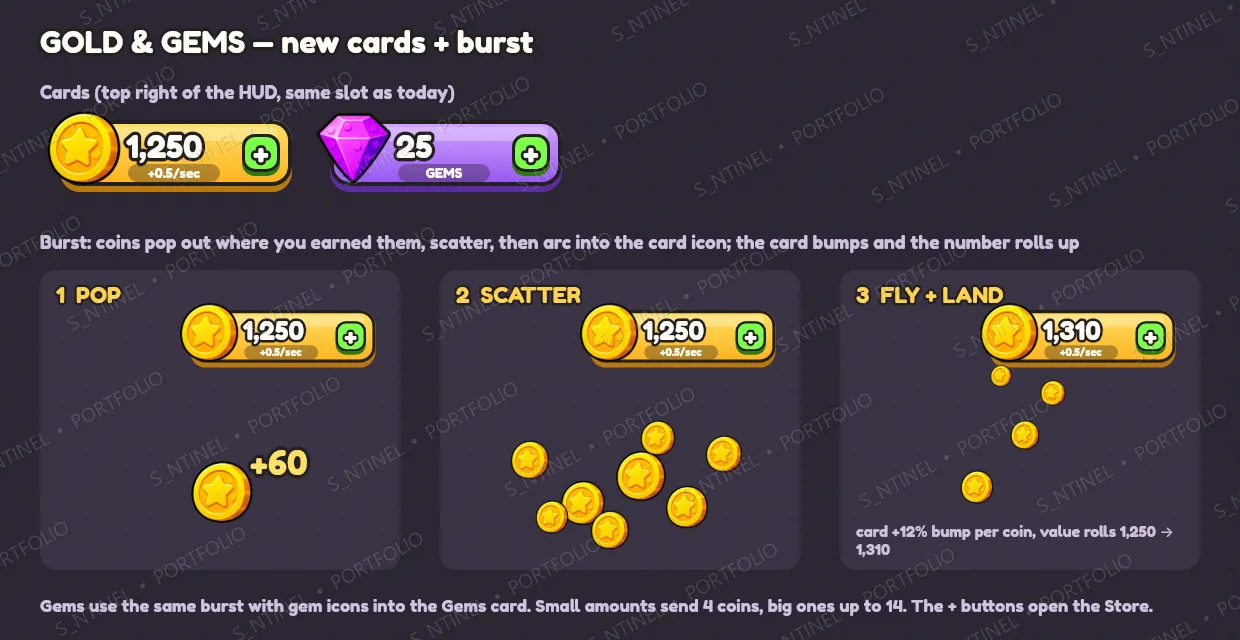 GOLD & GEMS — new cards + burst
Cards (top right of the HUD, same slot as today)
1,250
+0.5/sec
25
GEMS
Burst: coins pop out where you earned them, scatter, then arc into the card icon; the card bumps and the number rolls up
1 POP
1,250
+0.5/sec
+60
2 SCATTER
1,250
+0.5/sec
3 FLY + LAND
1,310
+0.5/sec
card +12% bump per coin, value rolls 1,250 →
1,310
Gems use the same burst with gem icons into the Gems card. Small amounts send 4 coins, big ones up to 14. The + buttons open the Store.
S_NTINEL • PORTFOLIO